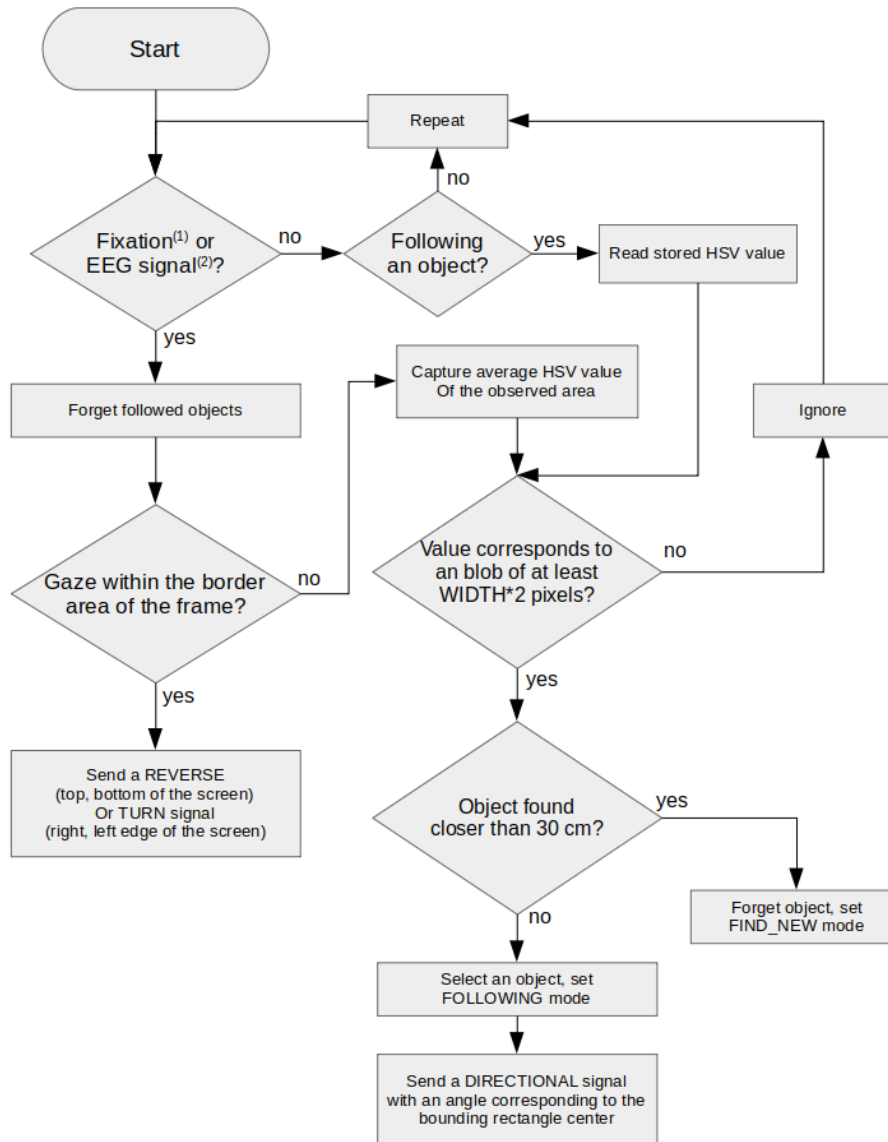 Start
Repeat
no
Fixation(1) or
EEG signal(2)?
no
Following
an object?
yes
Read stored HSV value
yes
Forget followed objects
Capture average HSV value
Of the observed area
Ignore
Gaze within the border
area of the frame?
no
Value corresponds to
an blob of at least
WIDTH*2 pixels?
no
yes
yes
Send a REVERSE
(top, bottom of the screen)
Or TURN signal
(right, left edge of the screen)
Object found
closer than 30 cm?
yes
Forget object, set
FIND_NEW mode
no
Select an object, set
FOLLOWING mode
Send a DIRECTIONAL signal
with an angle corresponding to the
bounding rectangle center